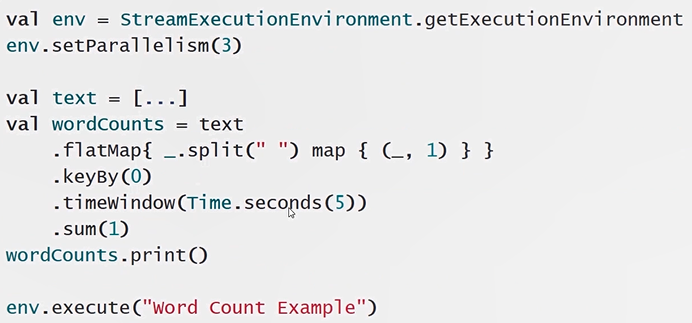 val env = StreamExecutionEnvironment.getExecutionEnvironment
env.setParallelism(3)
val text = [...]
val wordCounts = text
.flatMap{ _.split(" ") map { (_, 1) } }
.keyBy(0)
.timeWindow(Time.seconds(5))
.sum(1)
wordCounts.print()
env.execute("Word Count Example")